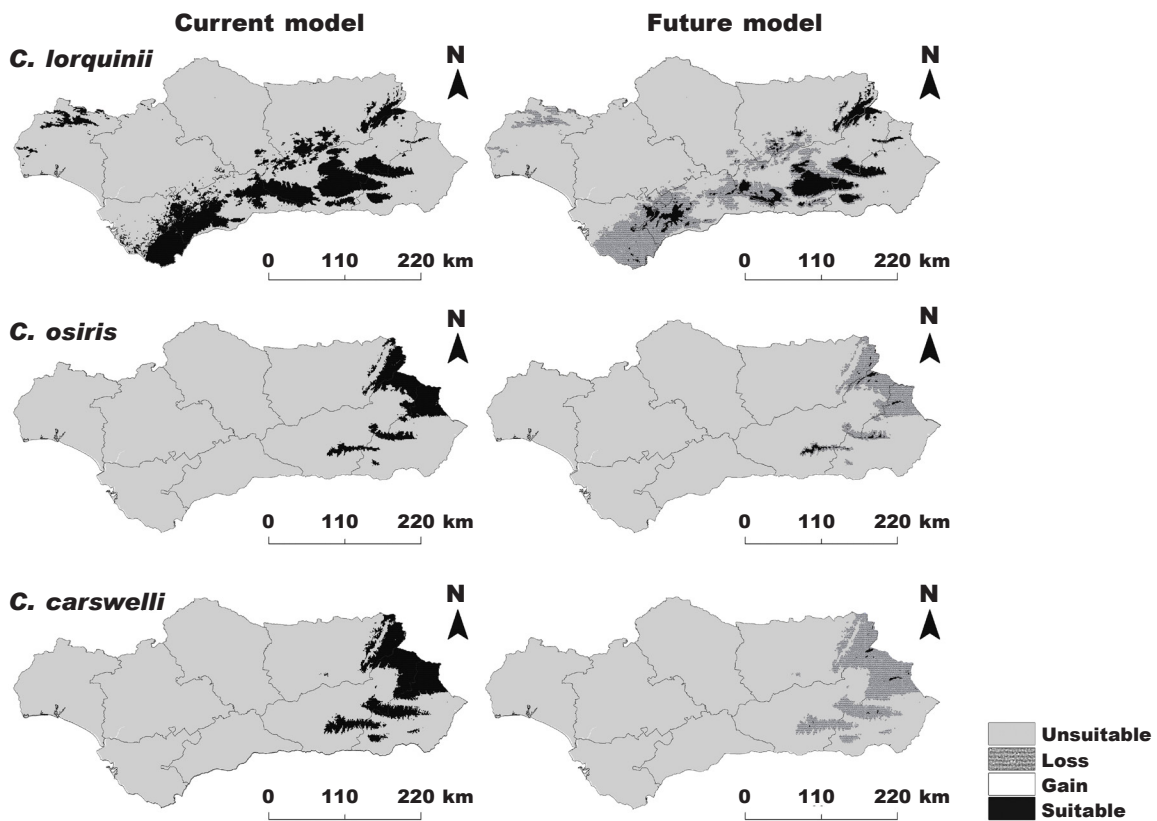 Current model
Future model
C. lorquinii
N
N
0 110 220 km
0 110 220 km
C. osiris
N
N
0 110 220 km
0 110 220 km
C. carswelli
N
N
0 110 220 km
0 110 220 km
Unsuitable
Loss
Gain
Suitable